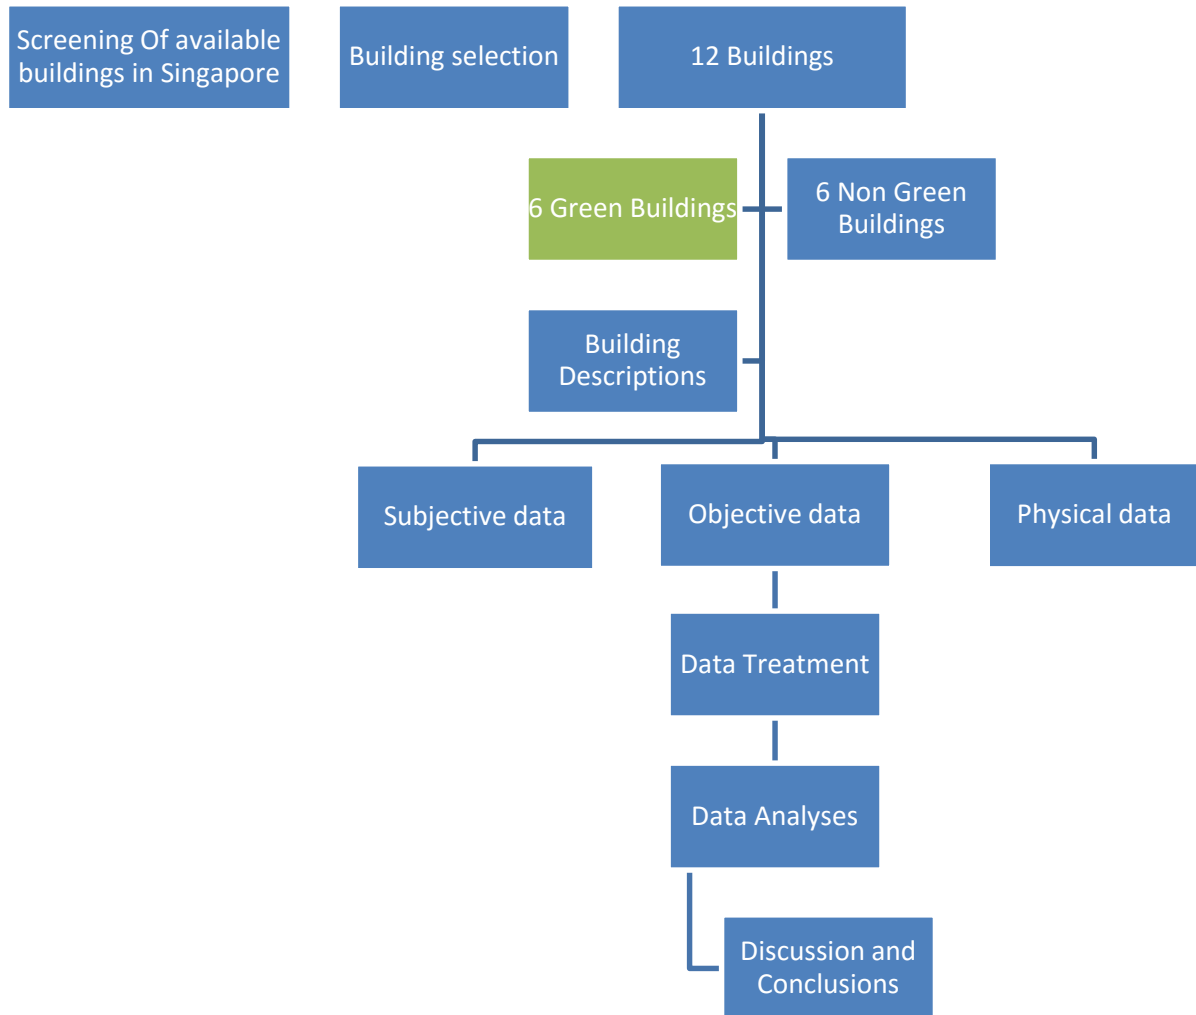 Screening Of available
buildings in Singapore
Building selection
12 Buildings
6 Green Buildings
6 Non Green
Buildings
Building
Descriptions
Subjective data
Objective data
Physical data
Data Treatment
Data Analyses
Discussion and
Conclusions